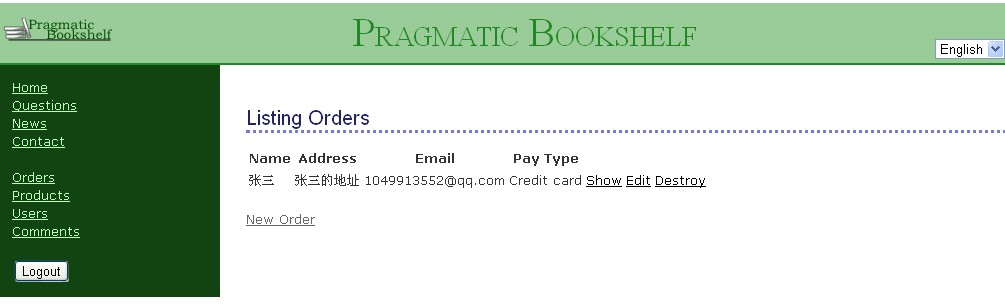 Pragmatic
Bookshelf
PRAGMATIC BOOKSHELF
English
Home
Questions
News
Contact
Orders
Products
Users
Comments
Logout
Listing Orders
Name Address Email Pay Type
张三 张三的地址 1049913552@qq.com Credit card Show Edit Destroy
New Order